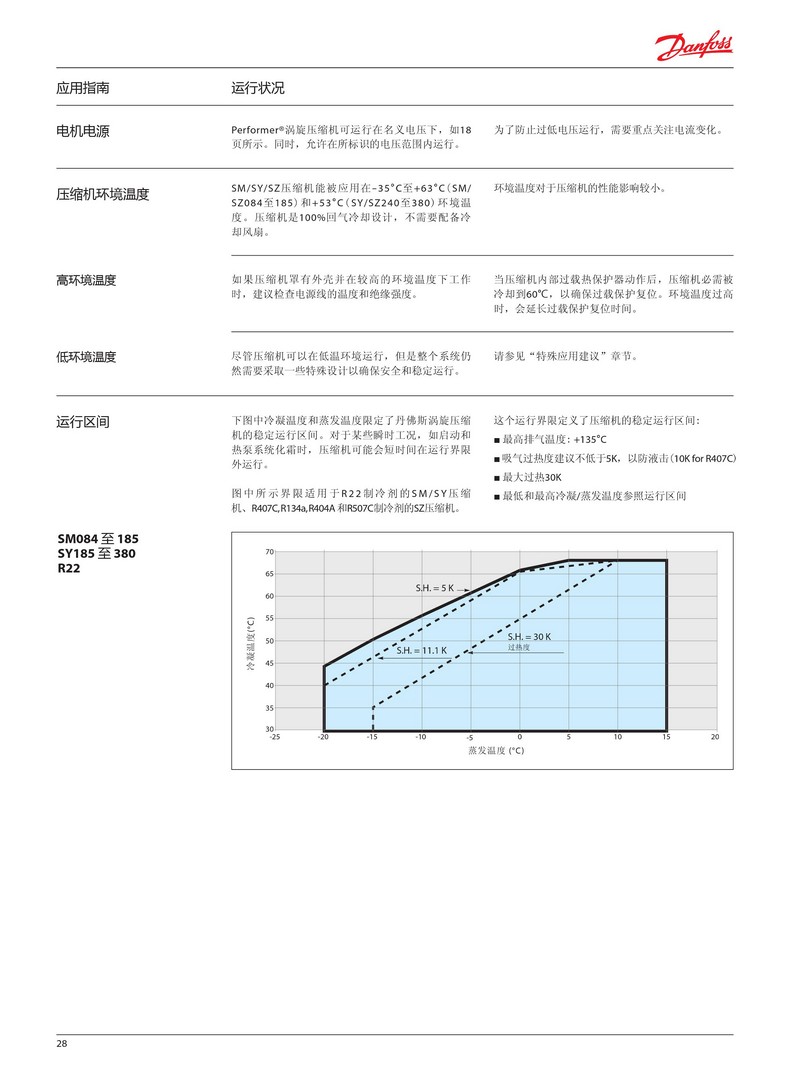 Danfoss
应用指南
运行状况
电机电源
Performer®涡旋压缩机可运行在名义电压下，如18
页所示。同时，允许在所标识的电压范围内运行。
为了防止过低电压运行，需要重点关注电流变化。
压缩机环境温度
SM/SY/SZ压缩机能被应用在–35°C至+63°C（SM/
SZ084至185）和+53°C（SY/SZ240至380）环境温
度。压缩机是100%回气冷却设计，不需要配备冷
却风扇。
环境温度对于压缩机的性能影响较小。
高环境温度
如果压缩机罩有外壳并在较高的环境温度下工作
时，建议检查电源线的温度和绝缘强度。
当压缩机内部过载热保护器动作后，压缩机必需被
冷却到60℃，以确保过载保护复位。环境温度过高
时，会延长过载保护复位时间。
低环境温度
尽管压缩机可以在低温环境运行，但是整个系统仍
然需要采取一些特殊设计以确保安全和稳定运行。
请参见“特殊应用建议”章节。
运行区间
下图中冷凝温度和蒸发温度限定了丹佛斯涡旋压缩
机的稳定运行区间。对于某些瞬时工况，如启动和
热泵系统化霜时，压缩机可能会短时间在运行界限
外运行。
图中所示界限适用于R22制冷剂的SM/SY压缩
机、R407C,R134a,R404A 和R507C制冷剂的SZ压缩机。
这个运行界限定义了压缩机的稳定运行区间：
■ 最高排气温度：+135°C
■ 吸气过热度建议不低于5K，以防液击（10K for R407C）
■ 最大过热30K
■ 最低和最高冷凝/蒸发温度参照运行区间
SM084 至 185
SY185 至 380
R22
70
65
60
55
50
45
40
35
30
冷凝温度(°C)
S.H. = 5 K
S.H. = 11.1 K
S.H. = 30 K
过热度
-25 -20 -15 -10 -5 0 5 10 15 20
蒸发温度 (°C)
28